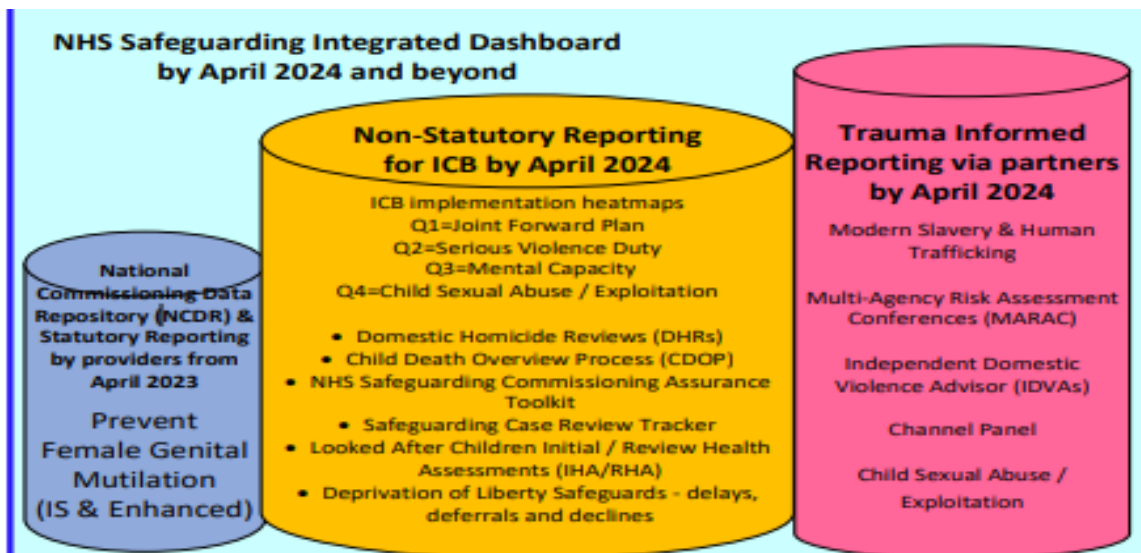 NHS Safeguarding Integrated Dashboard
by April 2024 and beyond
National
Commissioning Data
Repository (NCDR) &
Statutory Reporting
by providers from
April 2023
Prevent
Female Genital
Mutilation
(IS & Enhanced)
Non-Statutory Reporting
for ICB by April 2024
ICB implementation heatmaps
Q1=Joint Forward Plan
Q2=Serious Violence Duty
Q3=Mental Capacity
Q4=Child Sexual Abuse / Exploitation
• Domestic Homicide Reviews (DHRs)
• Child Death Overview Process (CDOP)
• NHS Safeguarding Commissioning Assurance
Toolkit
• Safeguarding Case Review Tracker
• Looked After Children Initial / Review Health
Assessments (IHA/RHA)
• Deprivation of Liberty Safeguards - delays,
deferrals and declines
Trauma Informed
Reporting via partners
by April 2024
Modern Slavery & Human
Trafficking
Multi-Agency Risk Assessment
Conferences (MARAC)
Independent Domestic
Violence Advisor (IDVAs)
Channel Panel
Child Sexual Abuse /
Exploitation